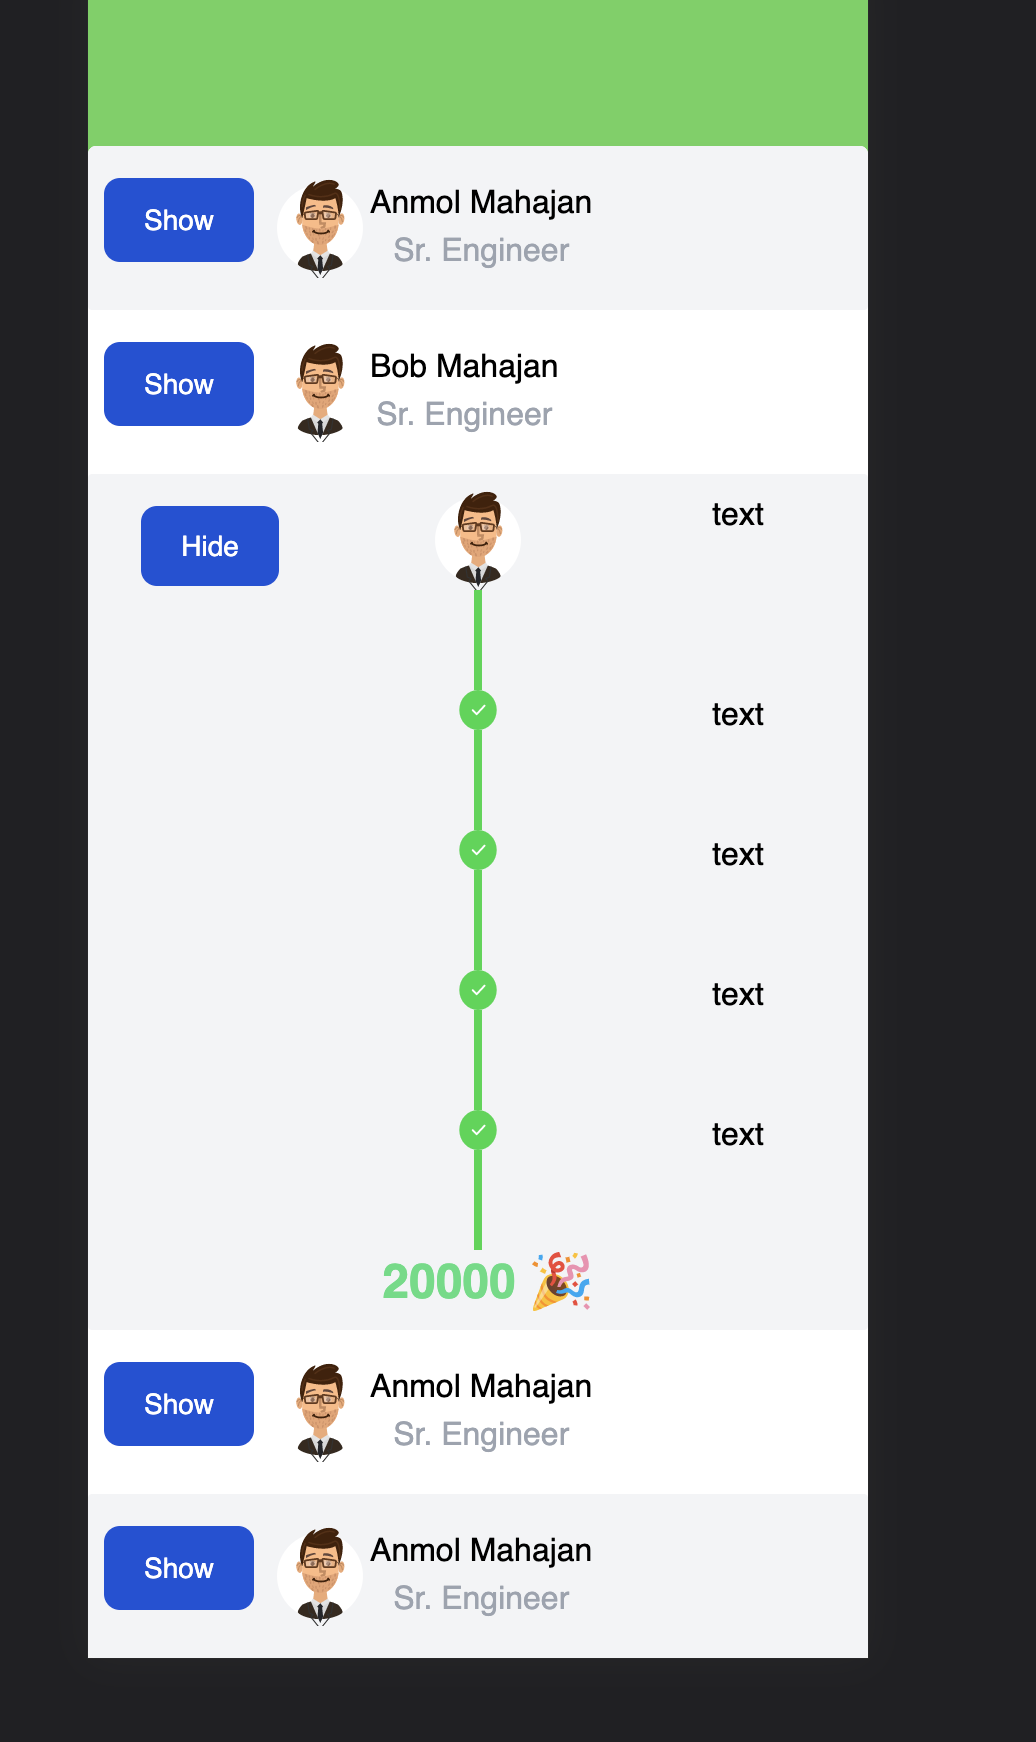 Show
Anmol Mahajan
Sr. Engineer
Show
Bob Mahajan
Sr. Engineer
Hide
text
text
text
text
text
20000 🎉
Show
Anmol Mahajan
Sr. Engineer
Show
Anmol Mahajan
Sr. Engineer